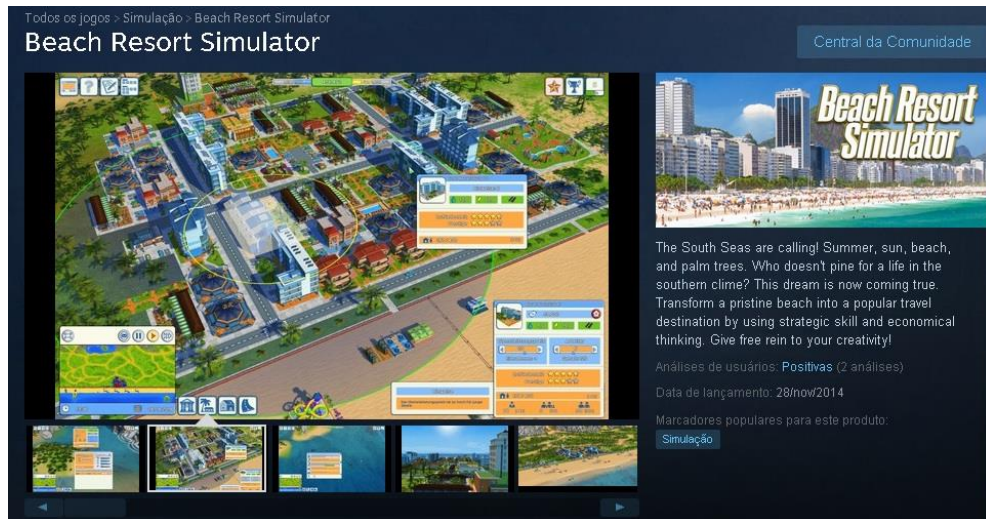 Todos os jogos > Simulação > Beach Resort Simulator
Beach Resort Simulator
Central da Comunidade
Beach Resort
Simulator
The South Seas are calling! Summer, sun, beach,
and palm trees. Who doesn't pine for a life in the
southern clime? This dream is now coming true.
Transform a pristine beach into a popular travel
destination by using strategic skill and economical
thinking. Give free rein to your creativity!
Análises de usuários: Positivas (2 análises)
Data de lançamento: 28/nov/2014
Marcadores populares para este produto:
Simulação